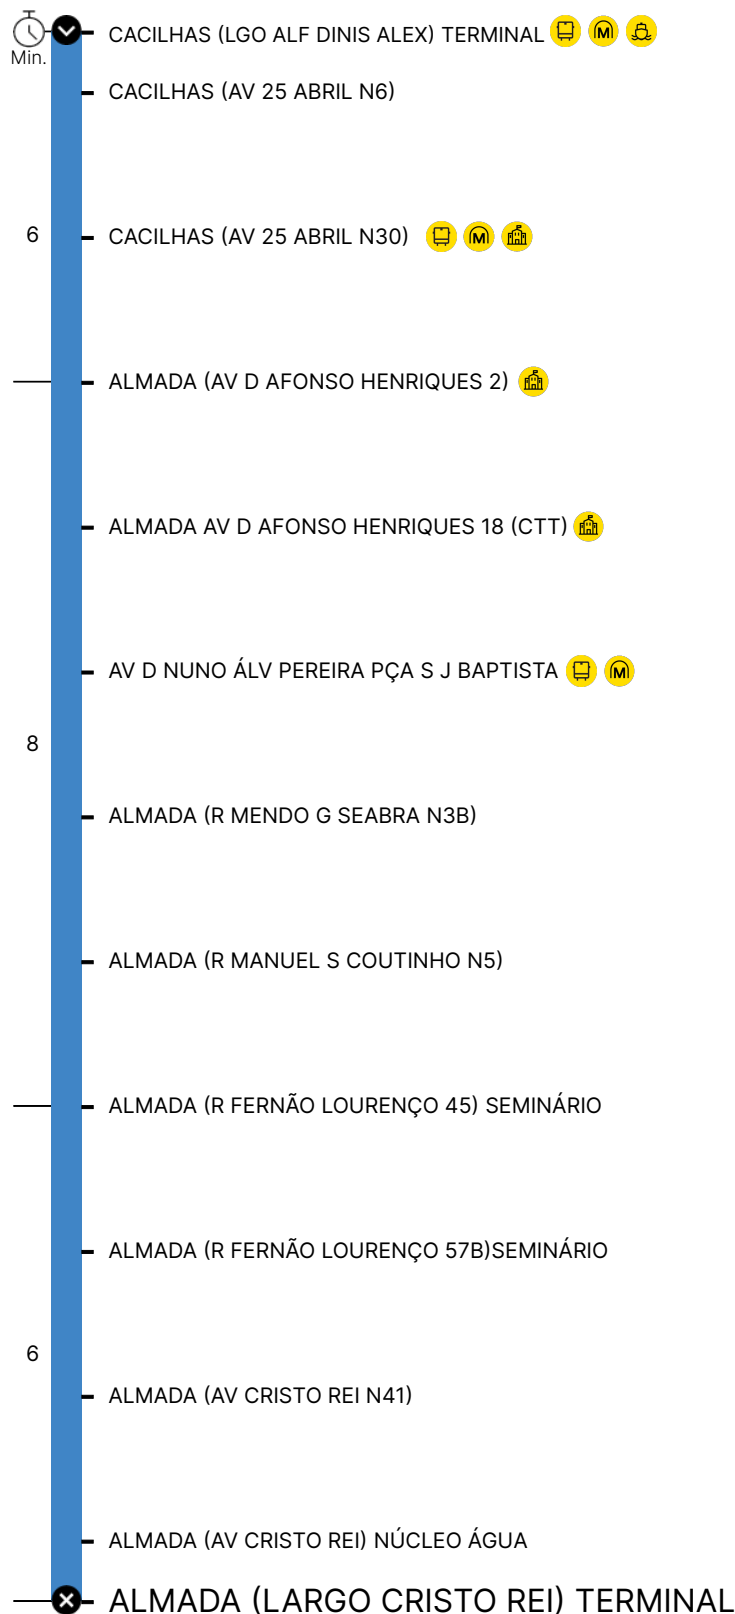 CACILHAS (LGO ALF DINIS ALEX) TERMINAL
Min.
CACILHAS (AV 25 ABRIL N6)
6
CACILHAS (AV 25 ABRIL N30)
ALMADA (AV D AFONSO HENRIQUES 2)
ALMADA AV D AFONSO HENRIQUES 18 (CTT)
AV D NUNO ÁLV PEREIRA PÇA S J BAPTISTA
8
ALMADA (R MENDO G SEABRA N3B)
ALMADA (R MANUEL S COUTINHO N5)
ALMADA (R FERNÃO LOURENÇO 45) SEMINÁRIO
ALMADA (R FERNÃO LOURENÇO 57B)SEMINÁRIO
6
ALMADA (AV CRISTO REI N41)
ALMADA (AV CRISTO REI) NÚCLEO ÁGUA
ALMADA (LARGO CRISTO REI) TERMINAL